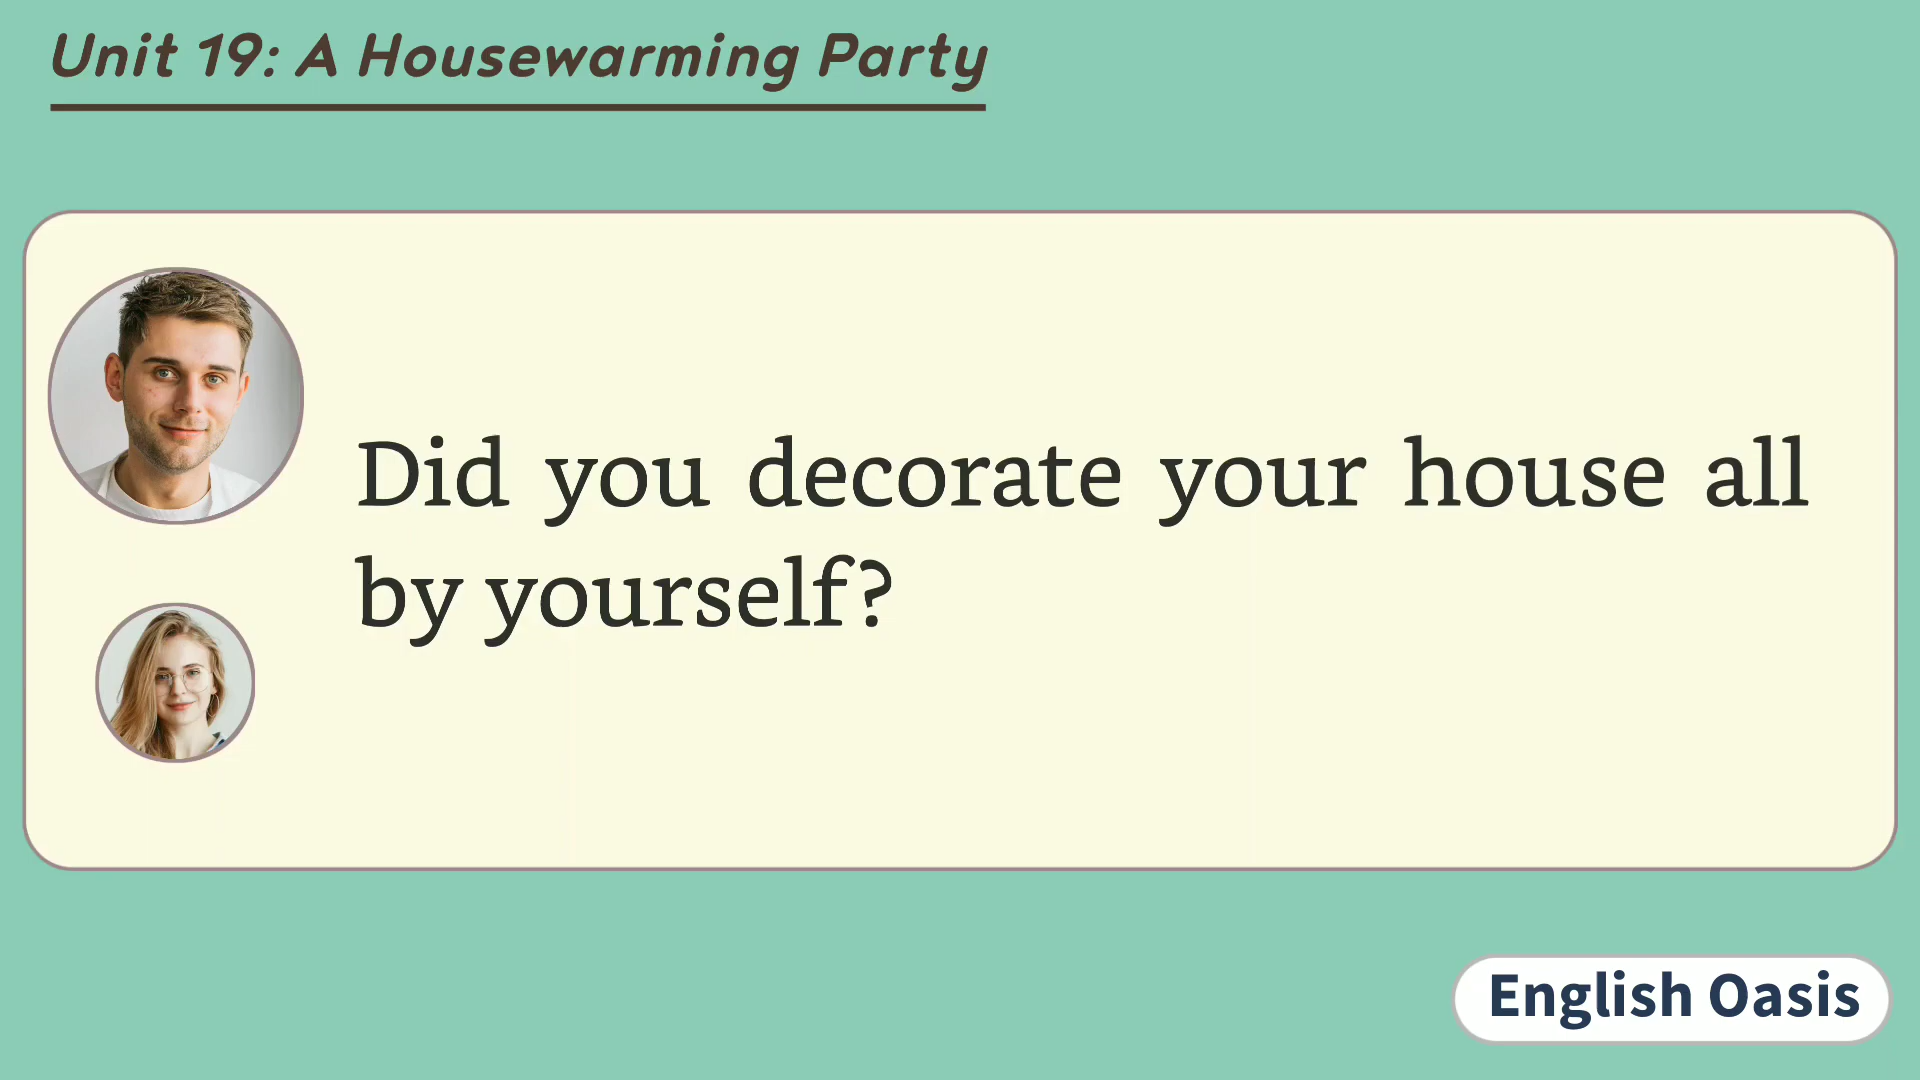 Unit 19: A Housewarming Party
Did you decorate your house all
by yourself?
English Oasis